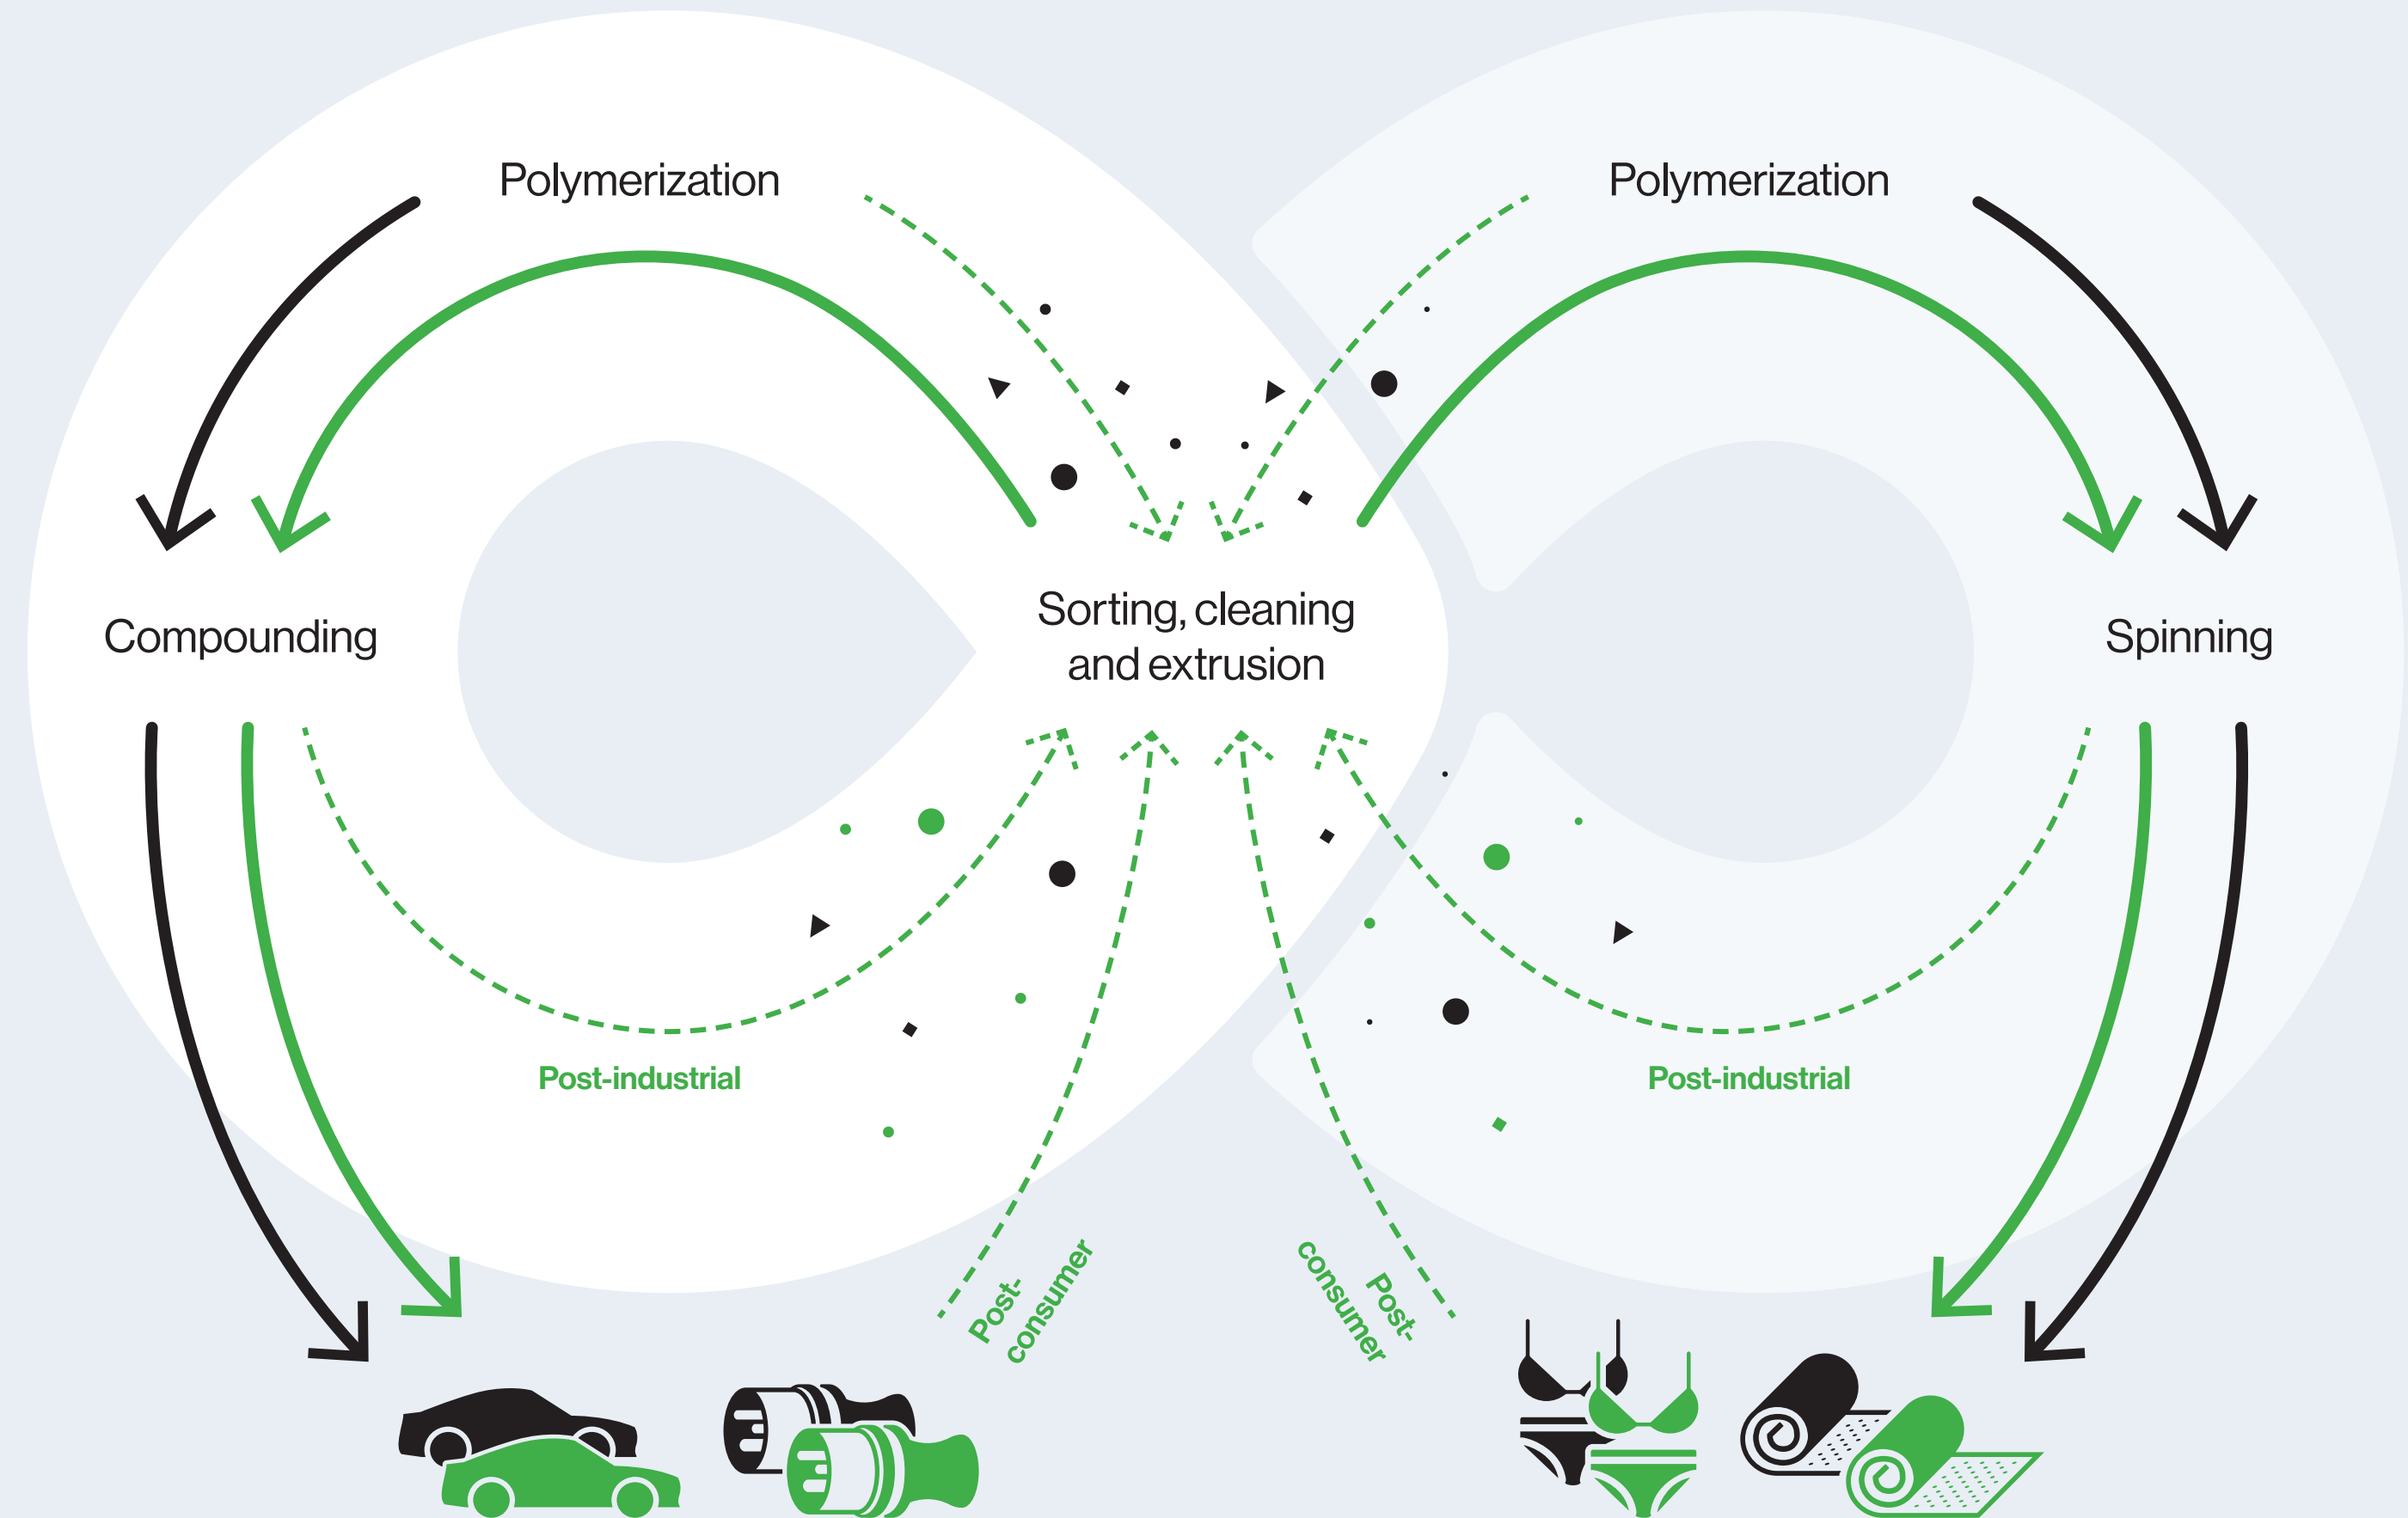 Polymerization
Polymerization
Compounding
Sorting, cleaning
and extrusion
Spinning
Post-industrial
Post-industrial
Post-
consumer
Post-
consumer